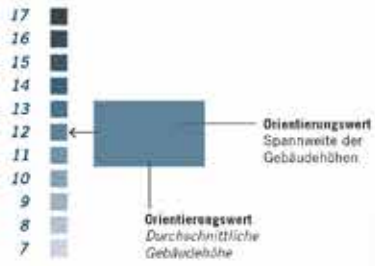 17
16
15
14
13
12
11
10
9
8
7
Orientierungswert
Spannweite der
Gebäudehöhen
Orientierungswert
Durchschnittliche
Gebäudehöhe